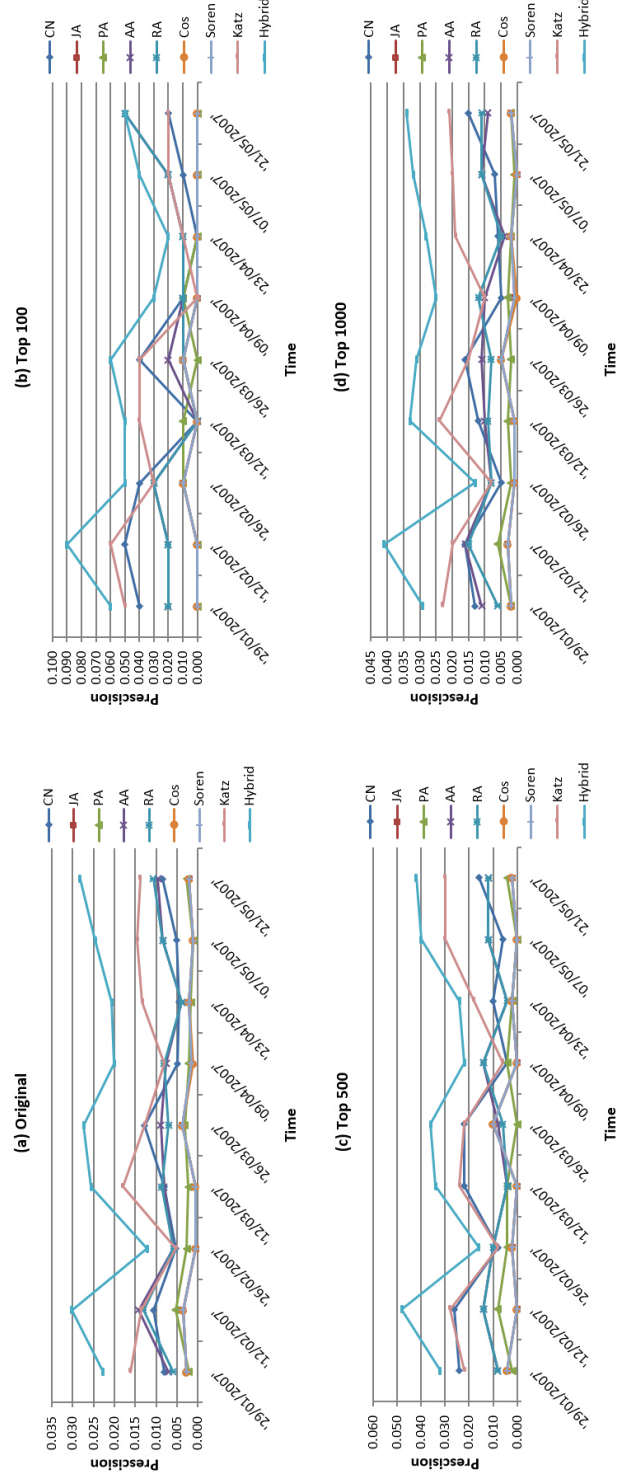 (a) Original
Prescision
0.035
0.030
0.025
0.020
0.015
0.010
0.005
0.000
'29/01/2007'
'12/02/2007'
'26/02/2007'
'12/03/2007'
'26/03/2007'
'09/04/2007'
'23/04/2007'
'07/05/2007'
'21/05/2007'
Time
CN
JA
PA
AA
RA
Cos
Soren
Katz
Hybrid
(b) Top 100
Prescision
0.100
0.090
0.080
0.070
0.060
0.050
0.040
0.030
0.020
0.010
0.000
'29/01/2007'
'12/02/2007'
'26/02/2007'
'12/03/2007'
'26/03/2007'
'09/04/2007'
'23/04/2007'
'07/05/2007'
'21/05/2007'
Time
CN
JA
PA
AA
RA
Cos
Soren
Katz
Hybrid
(c) Top 500
Prescision
0.060
0.050
0.040
0.030
0.020
0.010
0.000
'29/01/2007'
'12/02/2007'
'26/02/2007'
'12/03/2007'
'26/03/2007'
'09/04/2007'
'23/04/2007'
'07/05/2007'
'21/05/2007'
Time
CN
JA
PA
AA
RA
Cos
Soren
Katz
Hybrid
(d) Top 1000
Prescision
0.045
0.040
0.035
0.030
0.025
0.020
0.015
0.010
0.005
0.000
'29/01/2007'
'12/02/2007'
'26/02/2007'
'12/03/2007'
'26/03/2007'
'09/04/2007'
'23/04/2007'
'07/05/2007'
'21/05/2007'
Time
CN
JA
PA
AA
RA
Cos
Soren
Katz
Hybrid